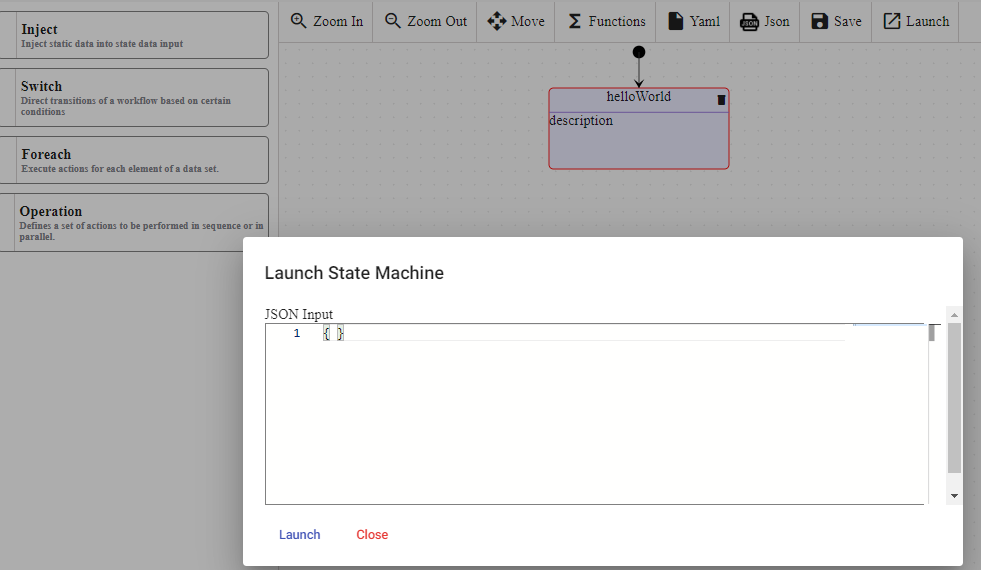 Inject
Inject static data into state data input
Switch
Direct transitions of a workflow based on certain
conditions
Foreach
Execute actions for each element of a data set.
Operation
Defines a set of actions to be performed in sequence or in
parallel.
Zoom In Zoom Out Move Functions Yaml JSON Json Save Launch
helloWorld
description
Launch State Machine
JSON Input
1 { }
Launch Close